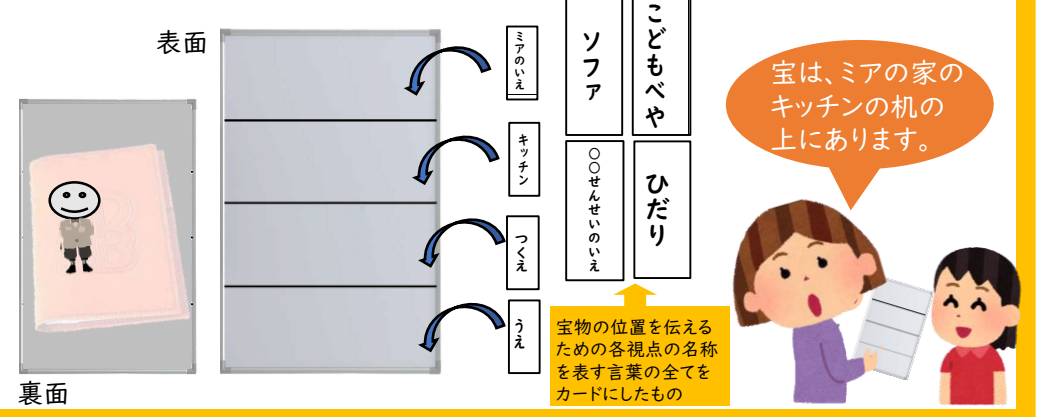 表面
裏面
ミアのいえ
キッチン
つくえ
うえ
ソファ
こどもべや
〇〇せんせいのいえ
ひだり
宝物の位置を伝える
ための各視点の名称
を表す言葉の全てを
カードにしたもの
宝は、ミアの家の
キッチンの机の
上にあります。